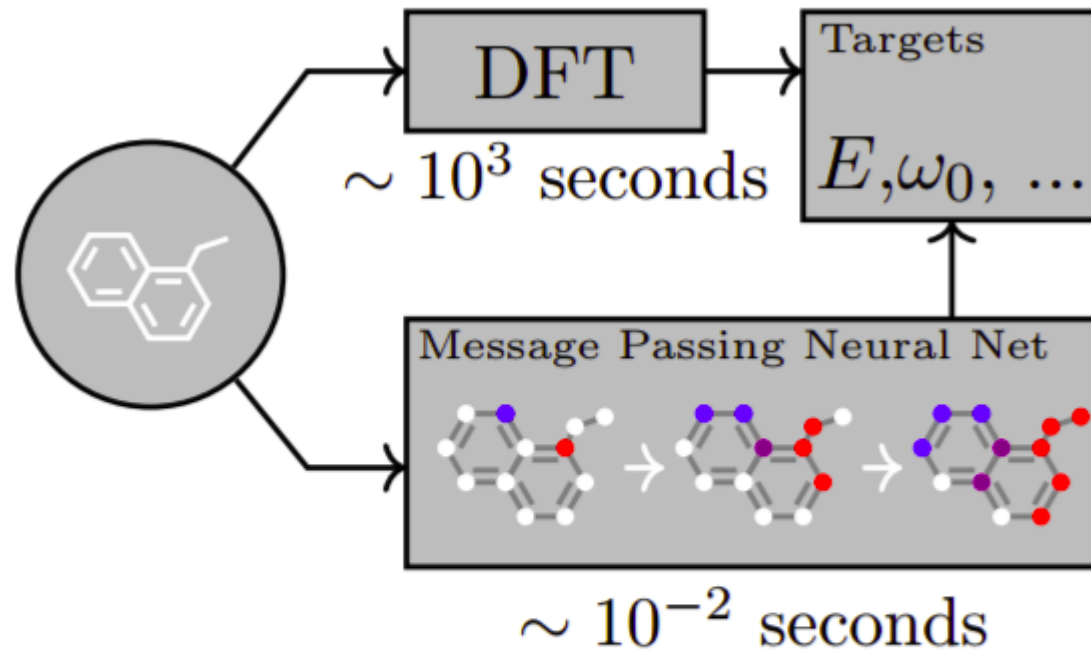 DFT
∼ 10³ seconds
Targets
E,ω₀, ...
Message Passing Neural Net
∼ 10⁻² seconds